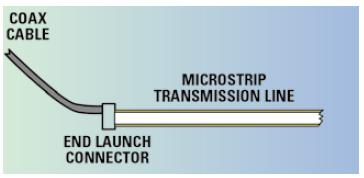 COAX
CABLE
MICROSTRIP
TRANSMISSION LINE
END LAUNCH
CONNECTOR